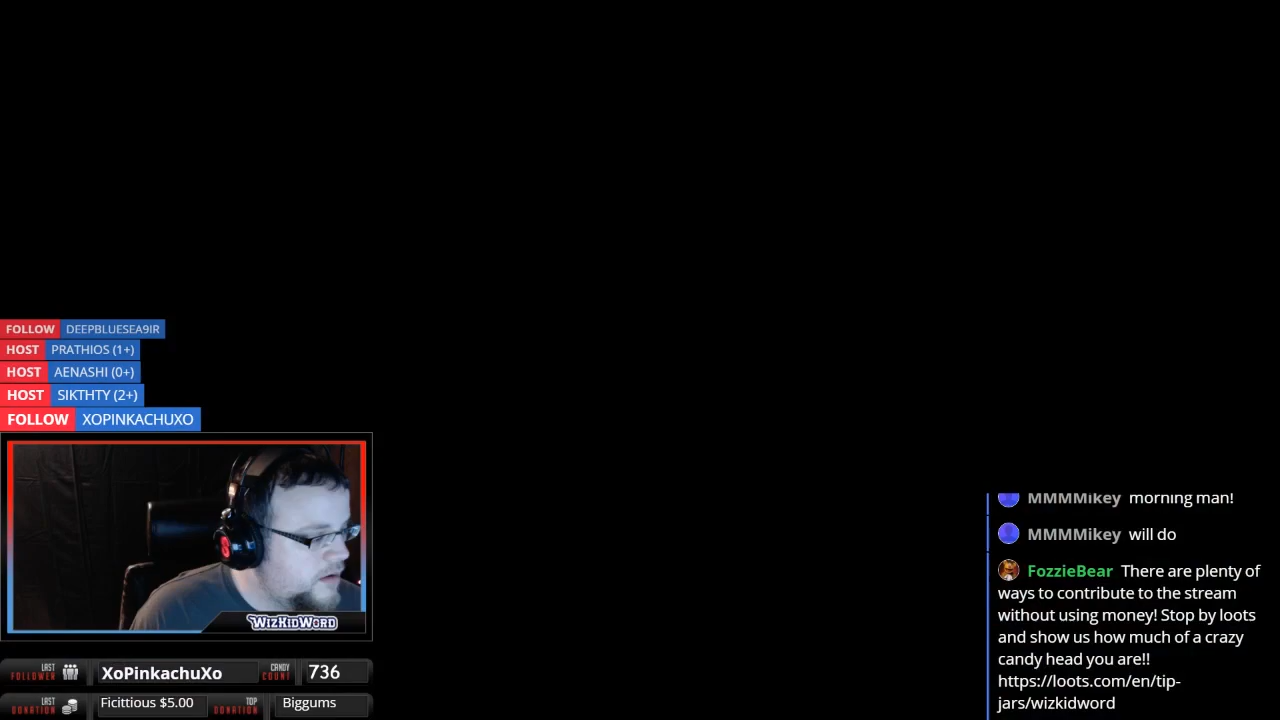 FOLLOW DEEPBLUESEA9IR
HOST PRATHIOS (1+)
HOST AENASHI (0+)
HOST SIKTHTY (2+)
FOLLOW XOPINKACHUXO
WIZKIDWORD
LAST FOLLOWER XoPinkachuXo CANDY COUNT 736
LAST DONATION Ficittious $5.00 TOP DONATION Biggums
MMMMikey morning man!
MMMMikey will do
FozzieBear There are plenty of
ways to contribute to the stream
without using money! Stop by loots
and show us how much of a crazy
candy head you are!!
https://loots.com/en/tip-
jars/wizkidword